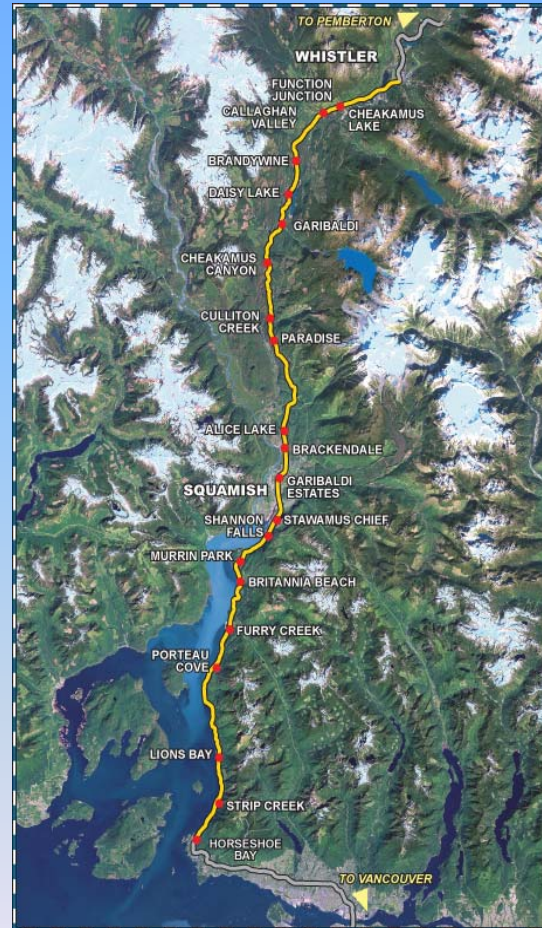 TO PEMBERTON
WHISTLER
FUNCTION
JUNCTION
CALLAGHAN
VALLEY
CHEAKAMUS
LAKE
BRANDYWINE
DAISY LAKE
GARIBALDI
CHEAKAMUS
CANYON
CULLITON
CREEK
PARADISE
ALICE LAKE
BRACKENDALE
GARIBALDI
ESTATES
SQUAMISH
SHANNON
FALLS
STAWAMUS CHIEF
MURRIN PARK
BRITANNIA BEACH
FURRY CREEK
PORTEAU
COVE
LIONS BAY
STRIP CREEK
HORSESHOE
BAY
TO VANCOUVER